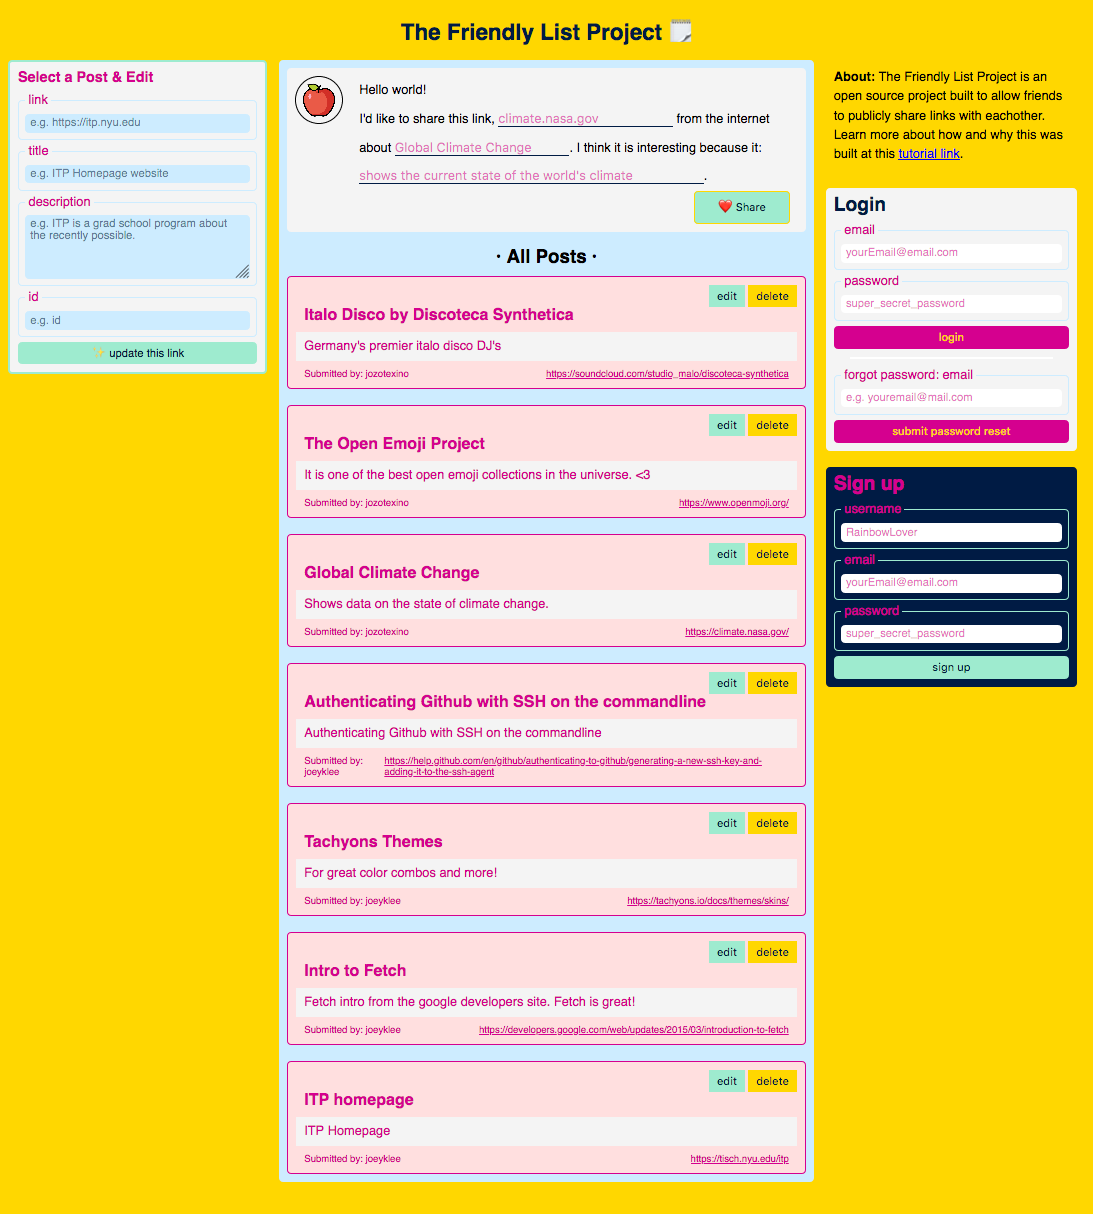 The Friendly List Project
Select a Post & Edit
link
e.g. https://itp.nyu.edu
title
e.g. ITP Homepage website
description
e.g. ITP is a grad school program about
the recently possible.
id
e.g. id
✨ update this link
Hello world!
I'd like to share this link, climate.nasa.gov from the internet
about Global Climate Change . I think it is interesting because it:
shows the current state of the world's climate .
❤️ Share
· All Posts ·
edit delete
Italo Disco by Discoteca Synthetica
Germany's premier italo disco DJ's
Submitted by: jozotexino https://soundcloud.com/studio_malo/discoteca-synthetica
edit delete
The Open Emoji Project
It is one of the best open emoji collections in the universe. <3
Submitted by: jozotexino https://www.openmoji.org/
edit delete
Global Climate Change
Shows data on the state of climate change.
Submitted by: jozotexino https://climate.nasa.gov/
edit delete
Authenticating Github with SSH on the commandline
Authenticating Github with SSH on the commandline
Submitted by: https://help.github.com/en/github/authenticating-to-github/generating-a-new-ssh-key-and-
joeyklee adding-it-to-the-ssh-agent
edit delete
Tachyons Themes
For great color combos and more!
Submitted by: joeyklee https://tachyons.io/docs/themes/skins/
edit delete
Intro to Fetch
Fetch intro from the google developers site. Fetch is great!
Submitted by: joeyklee https://developers.google.com/web/updates/2015/03/introduction-to-fetch
edit delete
ITP homepage
ITP Homepage
Submitted by: joeyklee https://tisch.nyu.edu/itp
About: The Friendly List Project is an
open source project built to allow friends
to publicly share links with eachother.
Learn more about how and why this was
built at this tutorial link.
Login
email
yourEmail@email.com
password
super_secret_password
login
forgot password: email
e.g. youremail@mail.com
submit password reset
Sign up
username
RainbowLover
email
yourEmail@email.com
password
super_secret_password
sign up